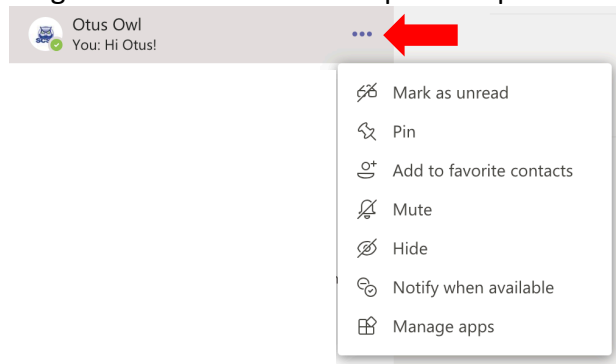 Otus Owl
You: Hi Otus!
Mark as unread
Pin
Add to favorite contacts
Mute
Hide
Notify when available
Manage apps